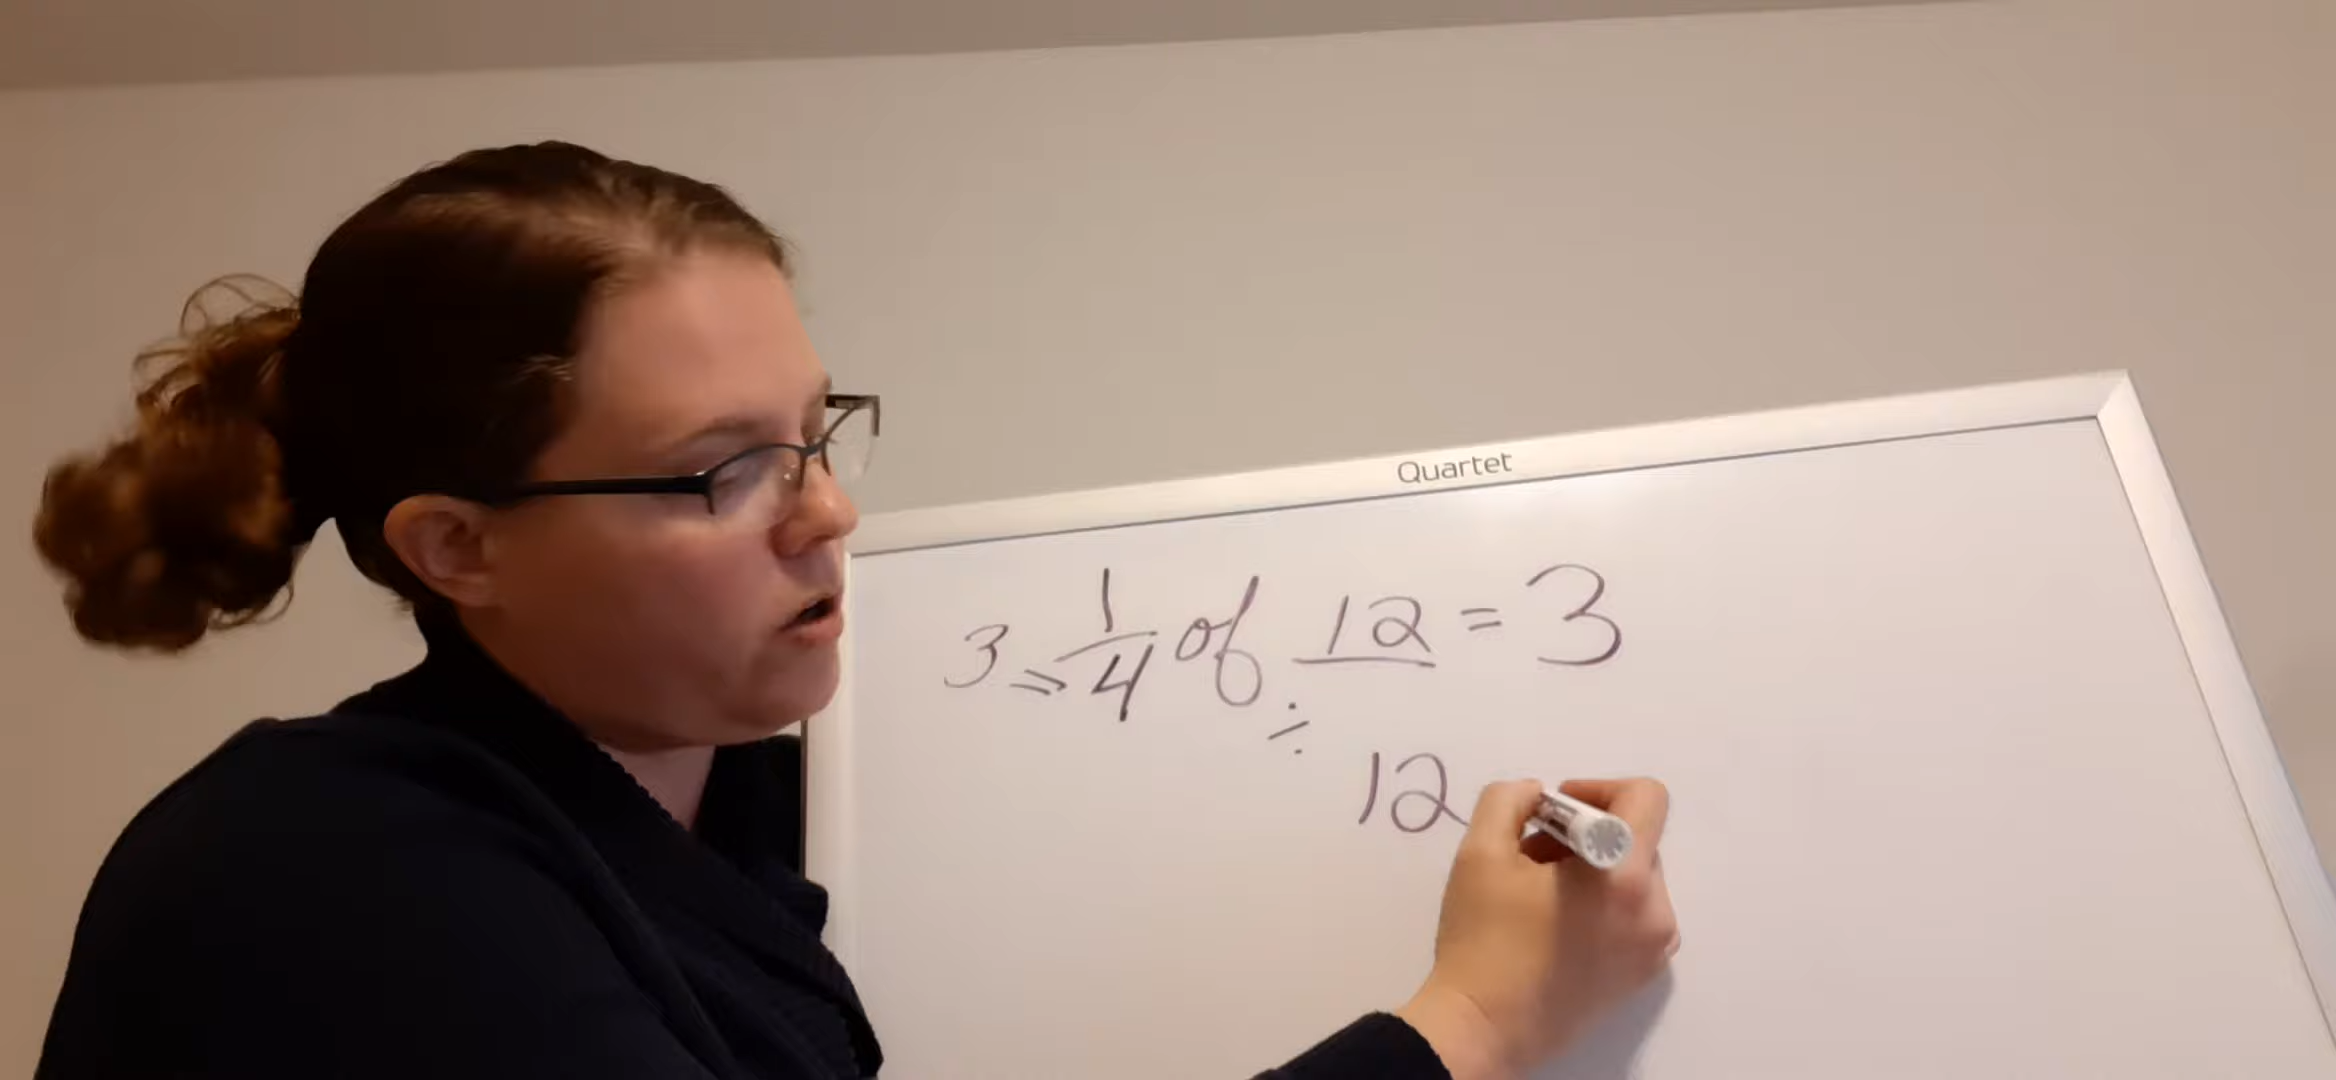 Quartet
3 = 1/4 of 12 = 3
÷
12